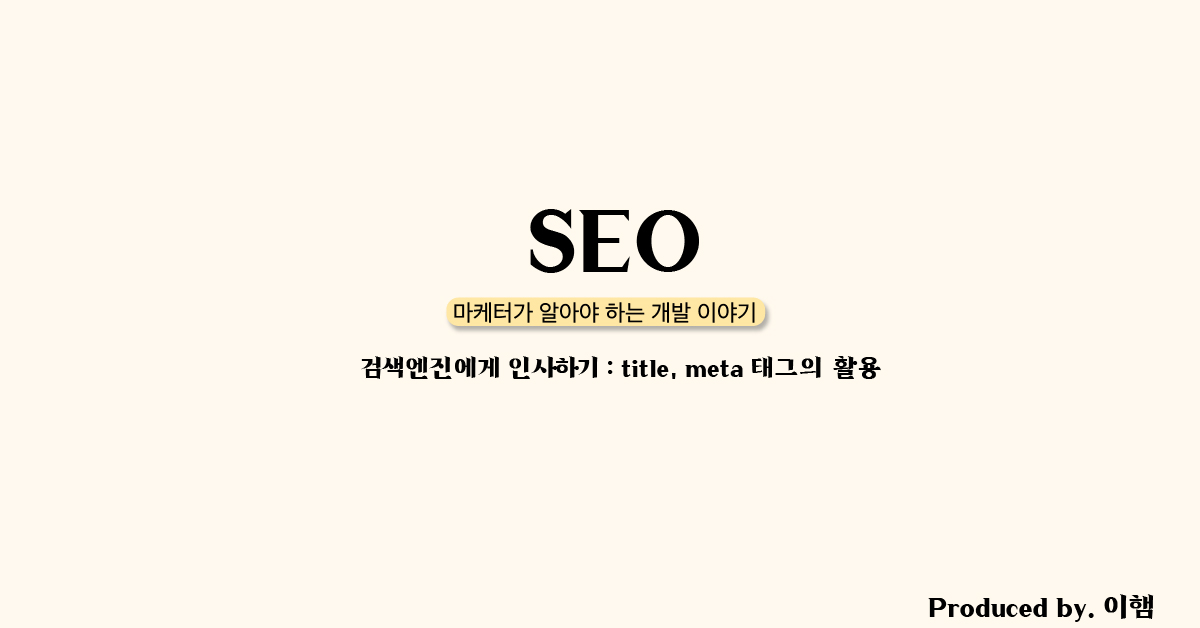 SEO
마케터가 알아야 하는 개발 이야기
검색엔진에게 인사하기 : title, meta 태그의 활용
Produced by. 이햄